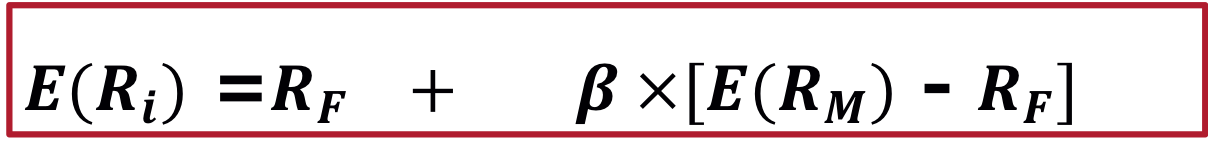 E(R_i) = R_F + β ×[E(R_M) - R_F]